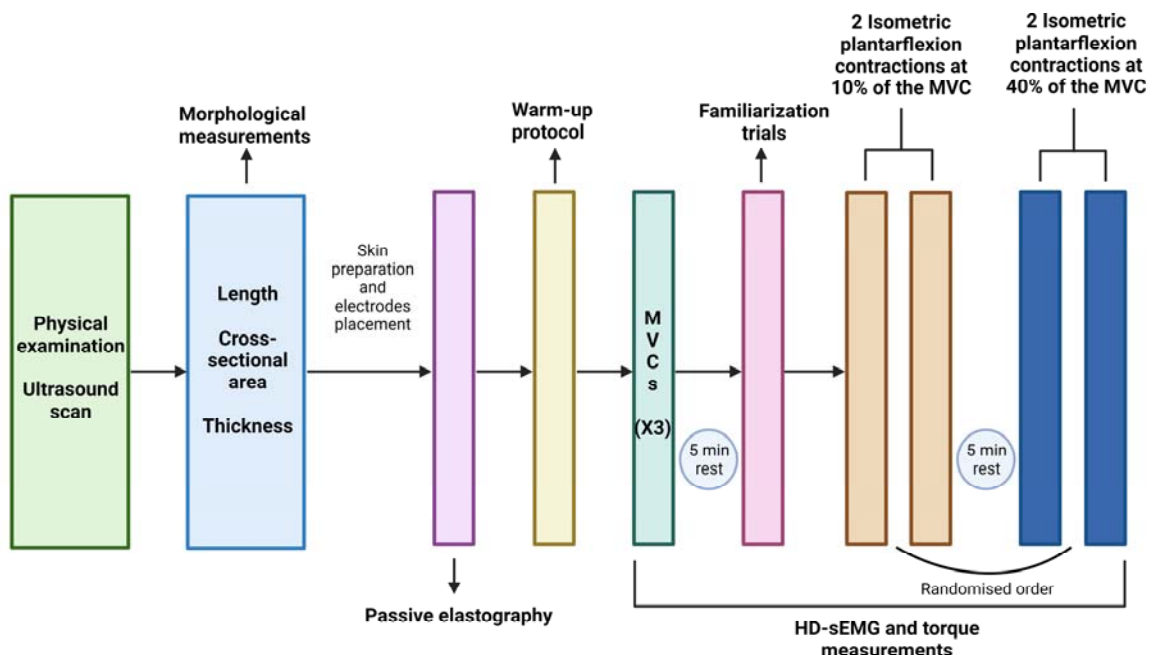 2 Isometric
plantarflexion
contractions at
10% of the MVC
2 Isometric
plantarflexion
contractions at
40% of the MVC
Morphological
measurements
Warm-up
protocol
Familiarization
trials
Physical
examination
Ultrasound
scan
Length
Cross-
sectional
area
Thickness
Skin
preparation
and
electrodes
placement
M
V
C
s
(X3)
5 min
rest
5 min
rest
Passive elastography
Randomised order
HD-sEMG and torque
measurements